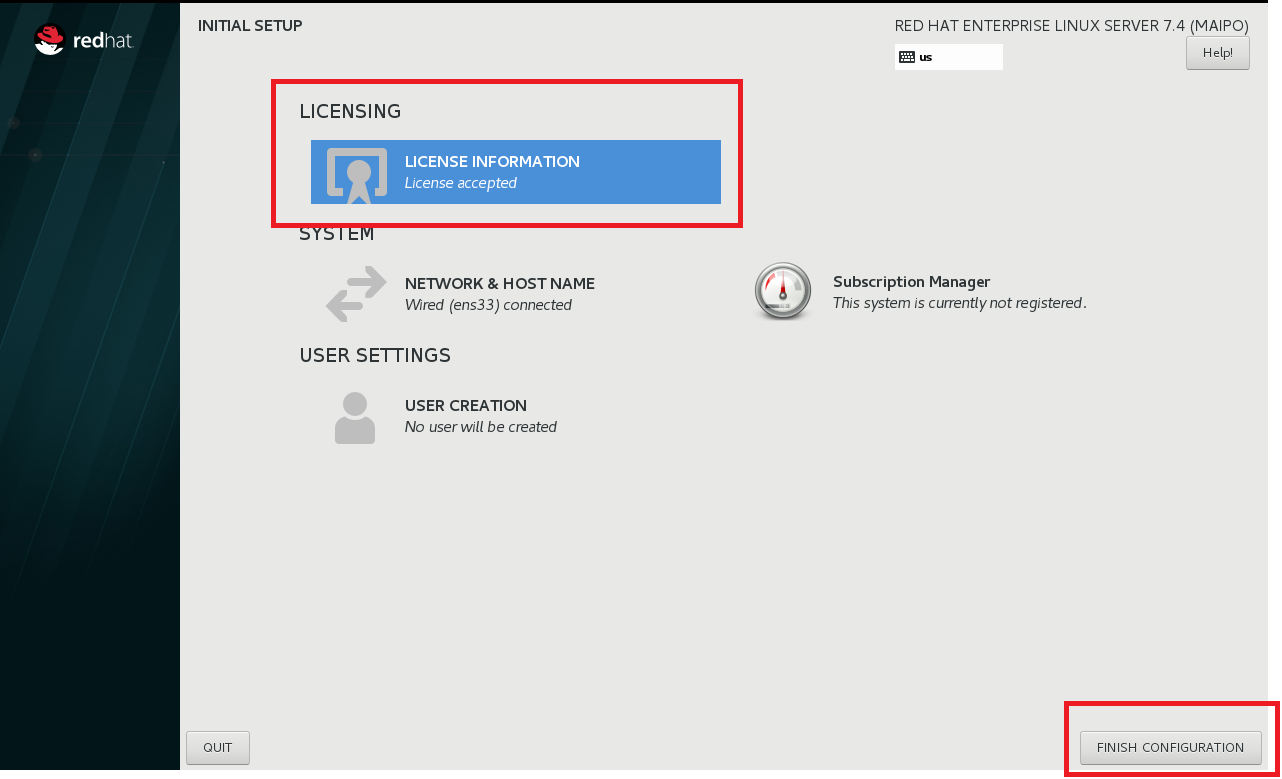 redhat.
INITIAL SETUP
RED HAT ENTERPRISE LINUX SERVER 7.4 (MAIPO)
us
Help!
LICENSING
LICENSE INFORMATION
License accepted
SYSTEM
NETWORK & HOST NAME
Wired (ens33) connected
Subscription Manager
This system is currently not registered.
USER SETTINGS
USER CREATION
No user will be created
QUIT
FINISH CONFIGURATION